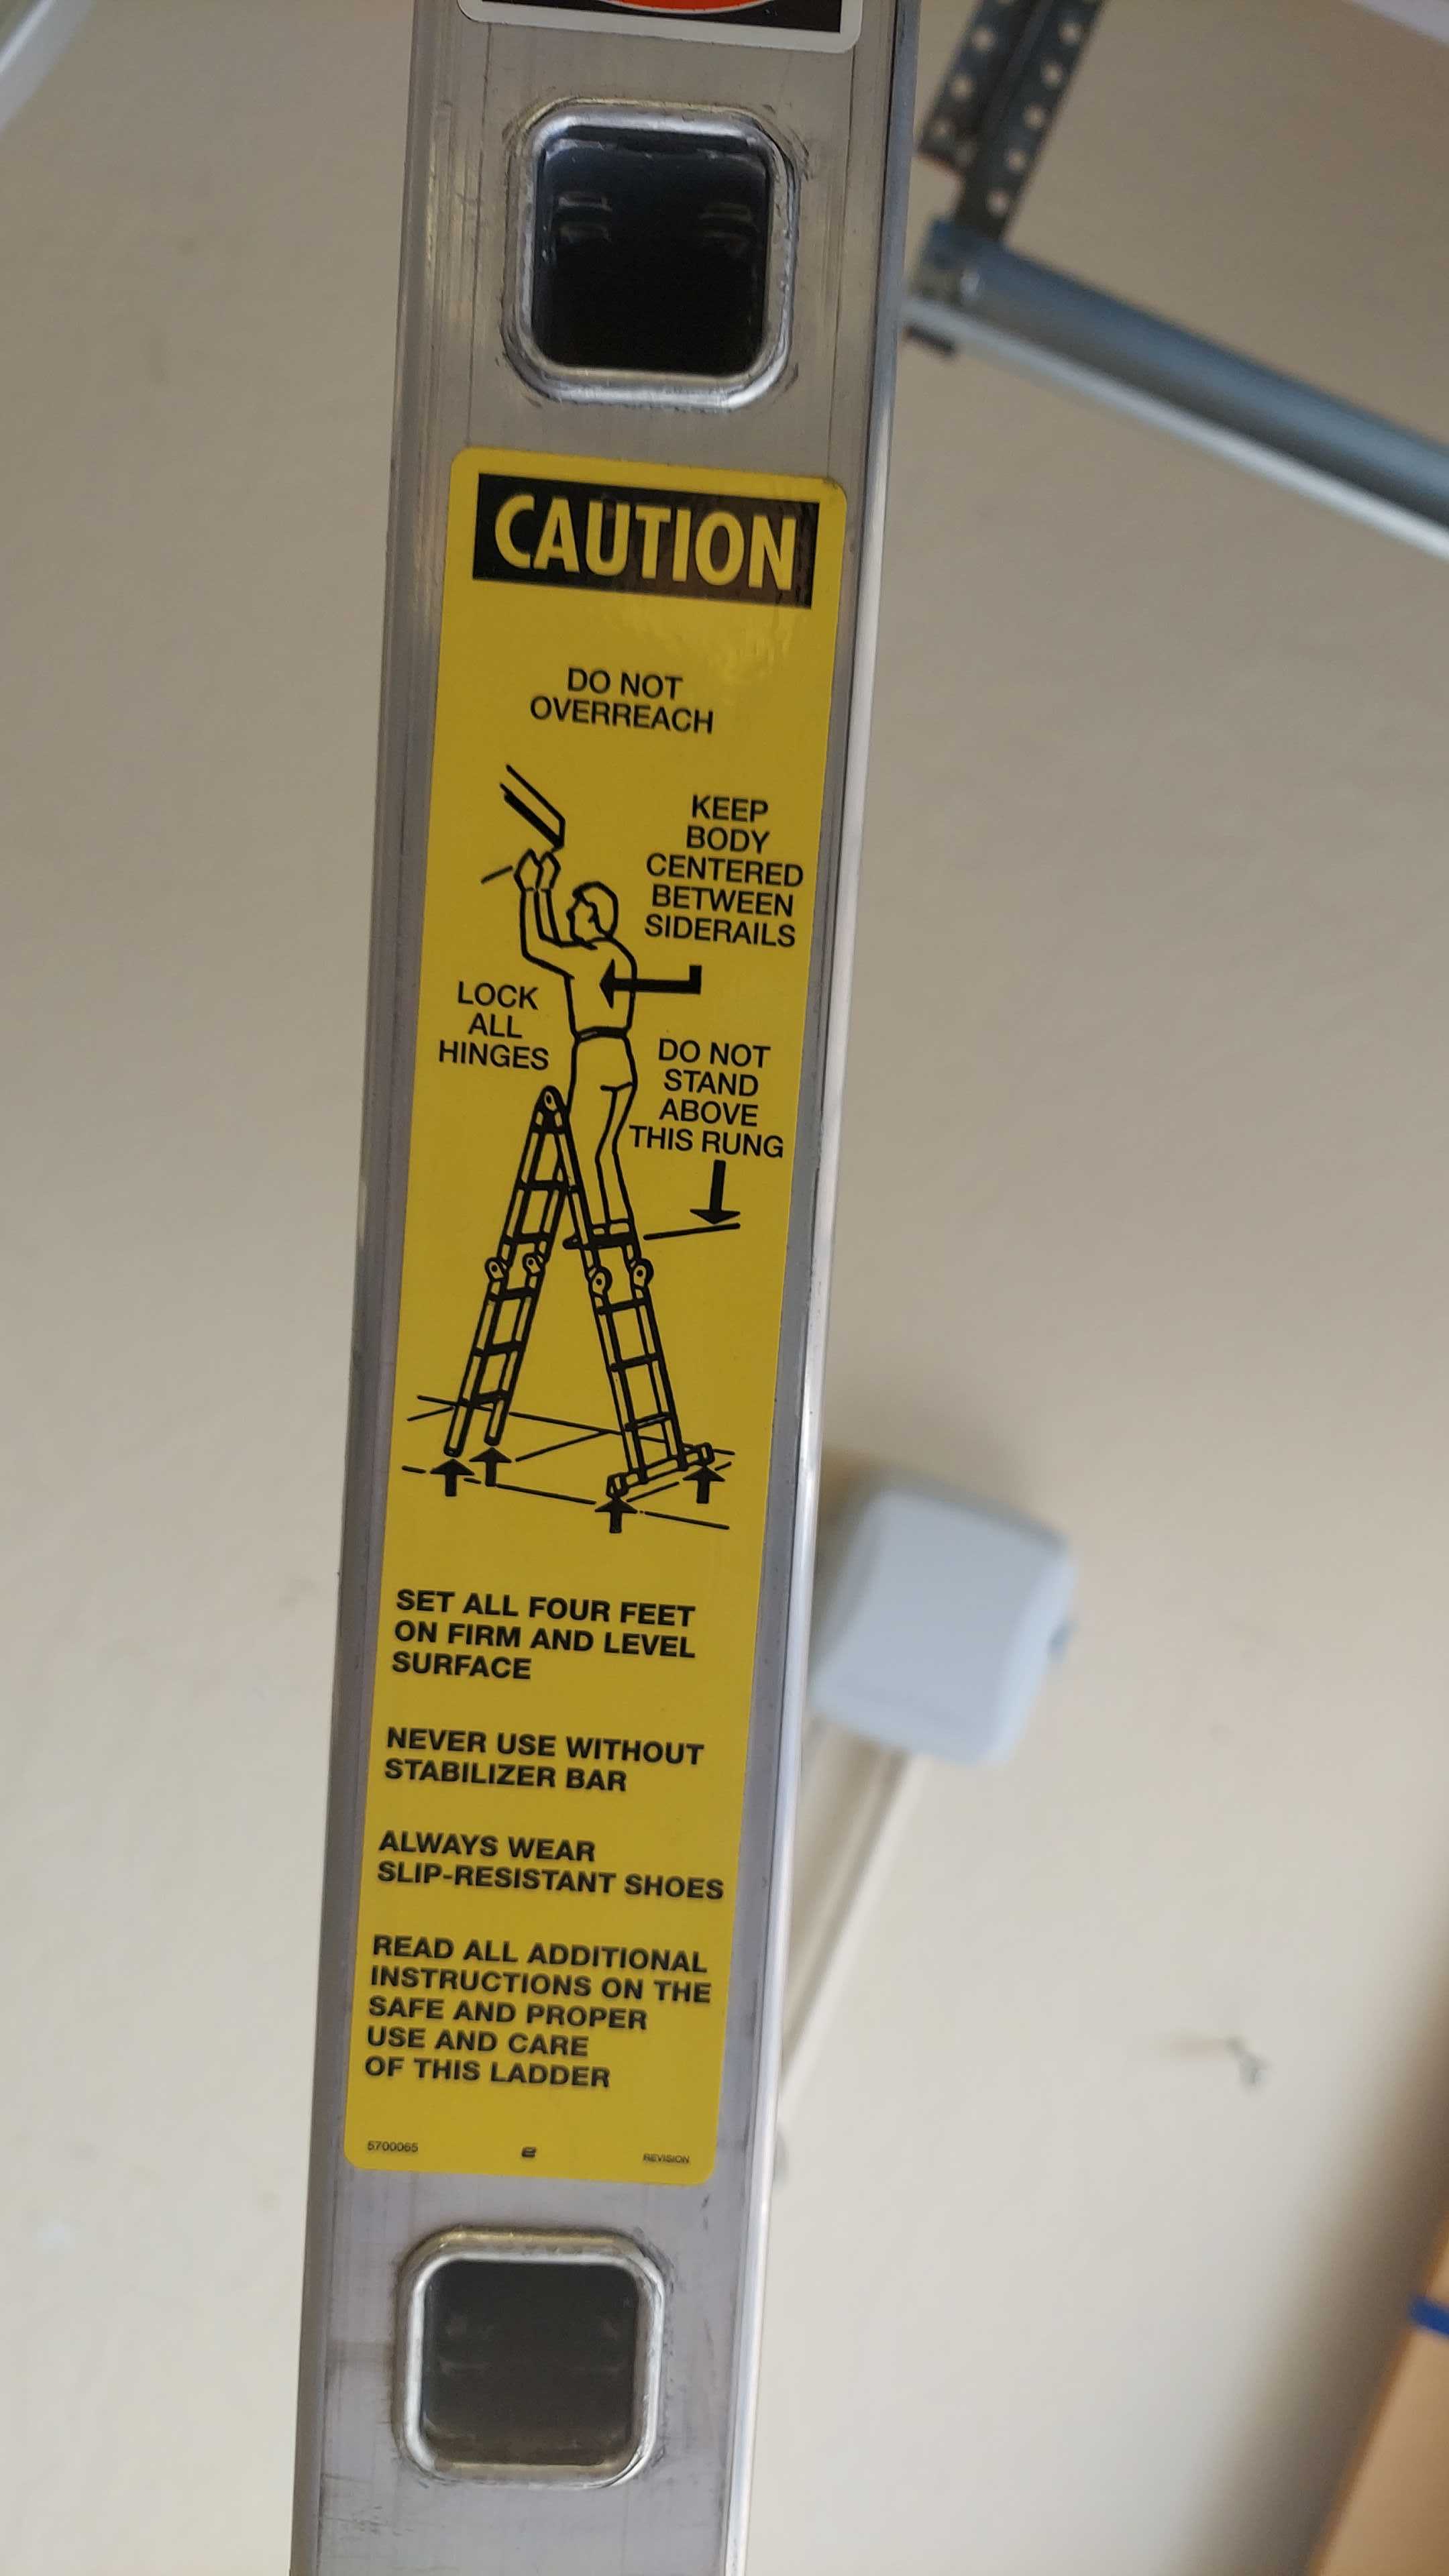 CAUTION
DO NOT
OVERREACH
KEEP
BODY
CENTERED
BETWEEN
SIDERAILS
LOCK
ALL
HINGES
DO NOT
STAND
ABOVE
THIS RUNG
SET ALL FOUR FEET
ON FIRM AND LEVEL
SURFACE
NEVER USE WITHOUT
STABILIZER BAR
ALWAYS WEAR
SLIP-RESISTANT SHOES
READ ALL ADDITIONAL
INSTRUCTIONS ON THE
SAFE AND PROPER
USE AND CARE
OF THIS LADDER
5700065
REVISION